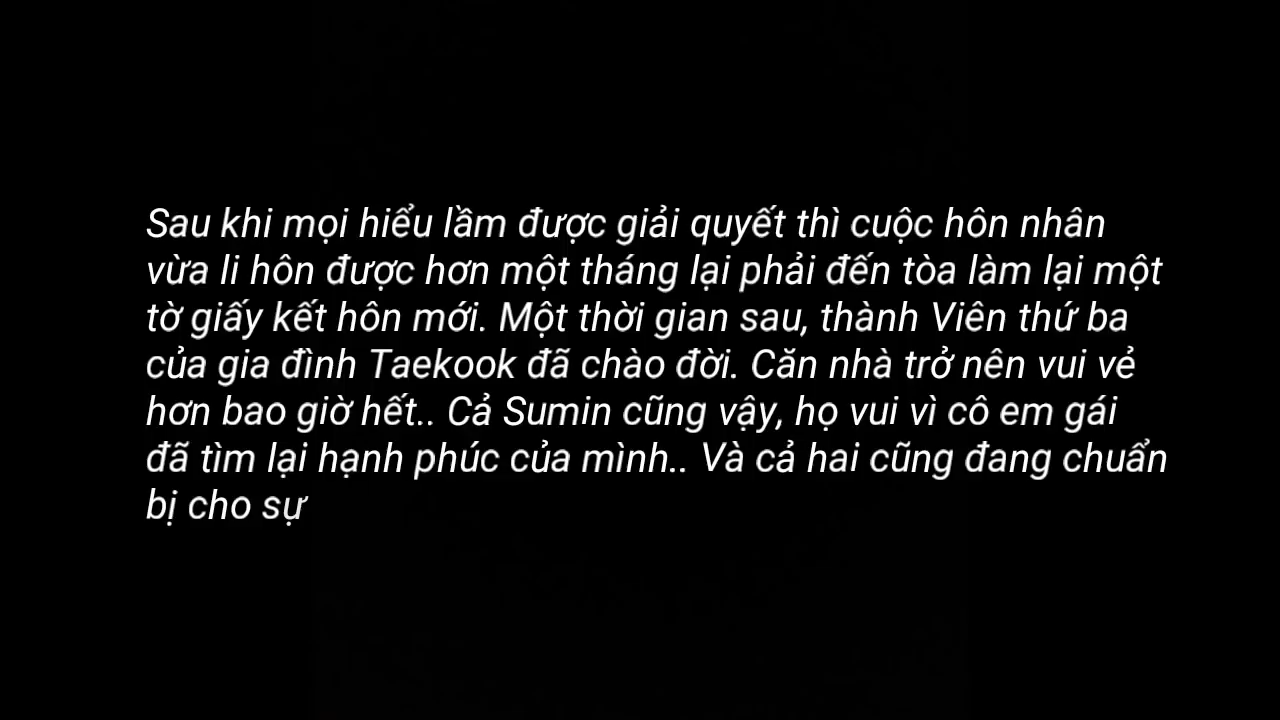 Sau khi mọi hiểu lầm được giải quyết thì cuộc hôn nhân
vừa li hôn được hơn một tháng lại phải đến tòa làm lại một
tờ giấy kết hôn mới. Một thời gian sau, thành Viên thứ ba
của gia đình Taekook đã chào đời. Căn nhà trở nên vui vẻ
hơn bao giờ hết.. Cả Sumin cũng vậy, họ vui vì cô em gái
đã tìm lại hạnh phúc của mình.. Và cả hai cũng đang chuẩn
bị cho sự